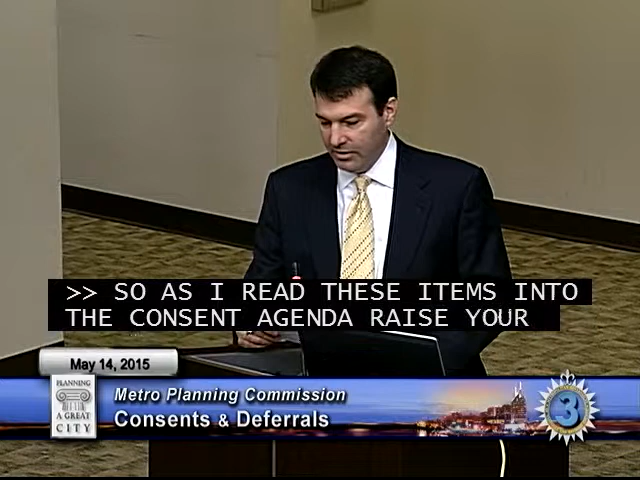 >> SO AS I READ THESE ITEMS INTO
THE CONSENT AGENDA RAISE YOUR
May 14, 2015
PLANNING
A GREAT
CITY
Metro Planning Commission
Consents & Deferrals
3